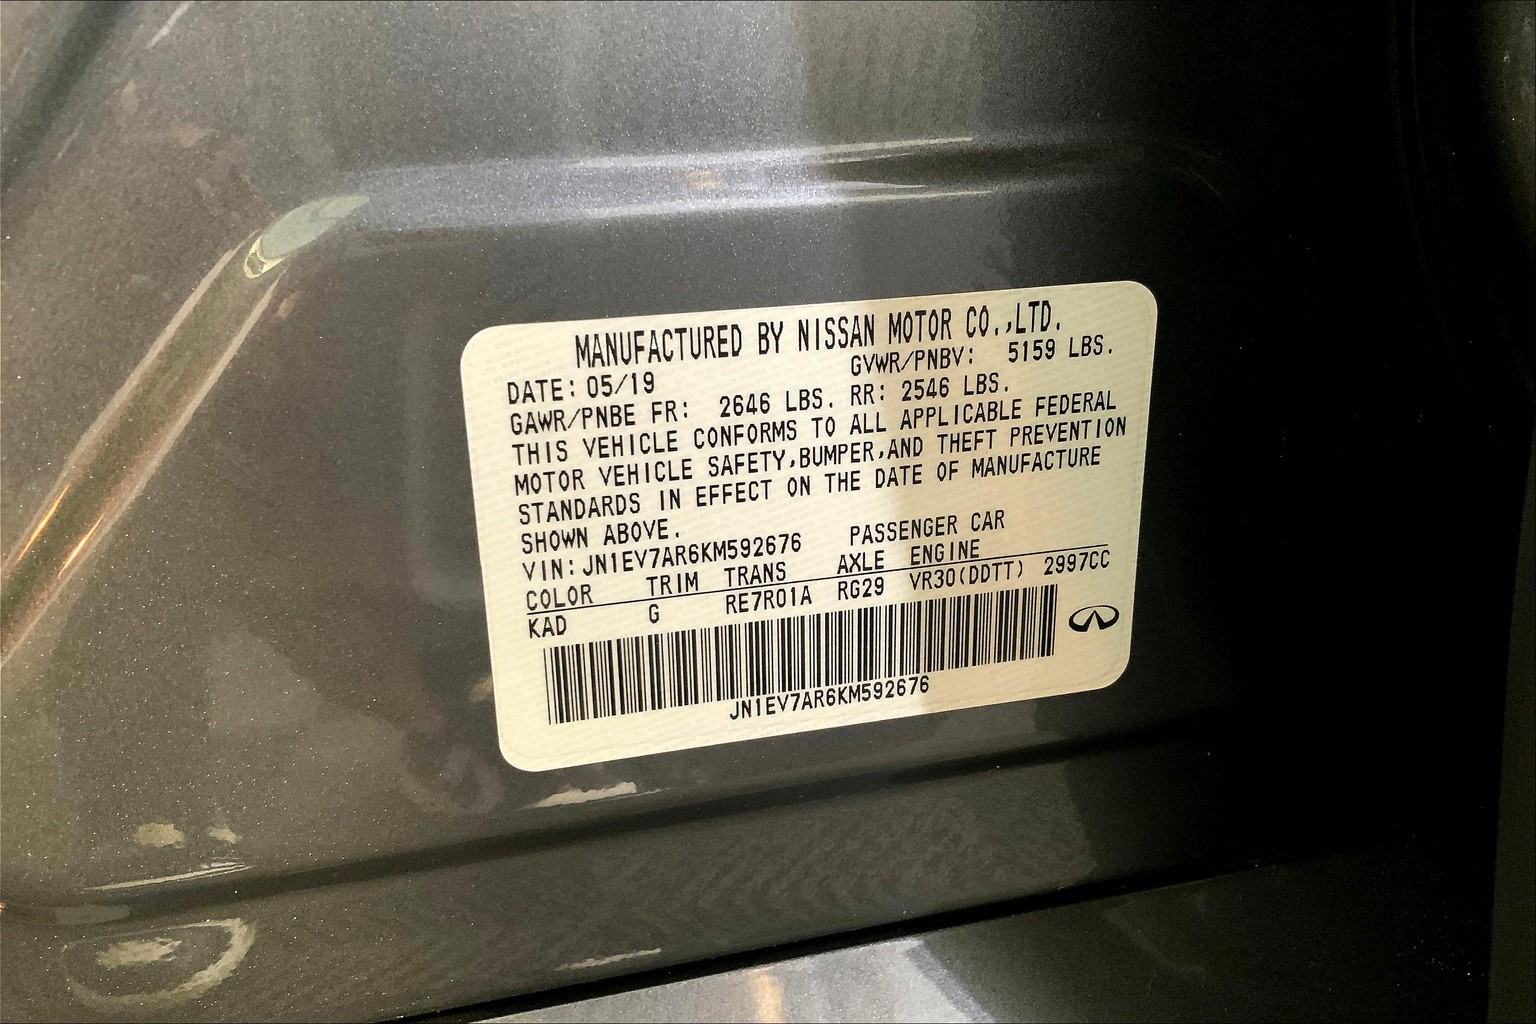 MANUFACTURED BY NISSAN MOTOR CO.,LTD.
DATE: 05/19 GVWR/PNBV: 5159 LBS.
GAWR/PNBE FR: 2646 LBS. RR: 2546 LBS.
THIS VEHICLE CONFORMS TO ALL APPLICABLE FEDERAL
MOTOR VEHICLE SAFETY,BUMPER,AND THEFT PREVENTION
STANDARDS IN EFFECT ON THE DATE OF MANUFACTURE
SHOWN ABOVE.
VIN: JN1EV7AR6KM592676 PASSENGER CAR
COLOR TRIM TRANS AXLE ENGINE
KAD G RE7R01A RG29 VR30(DDTT) 2997CC
JN1EV7AR6KM592676